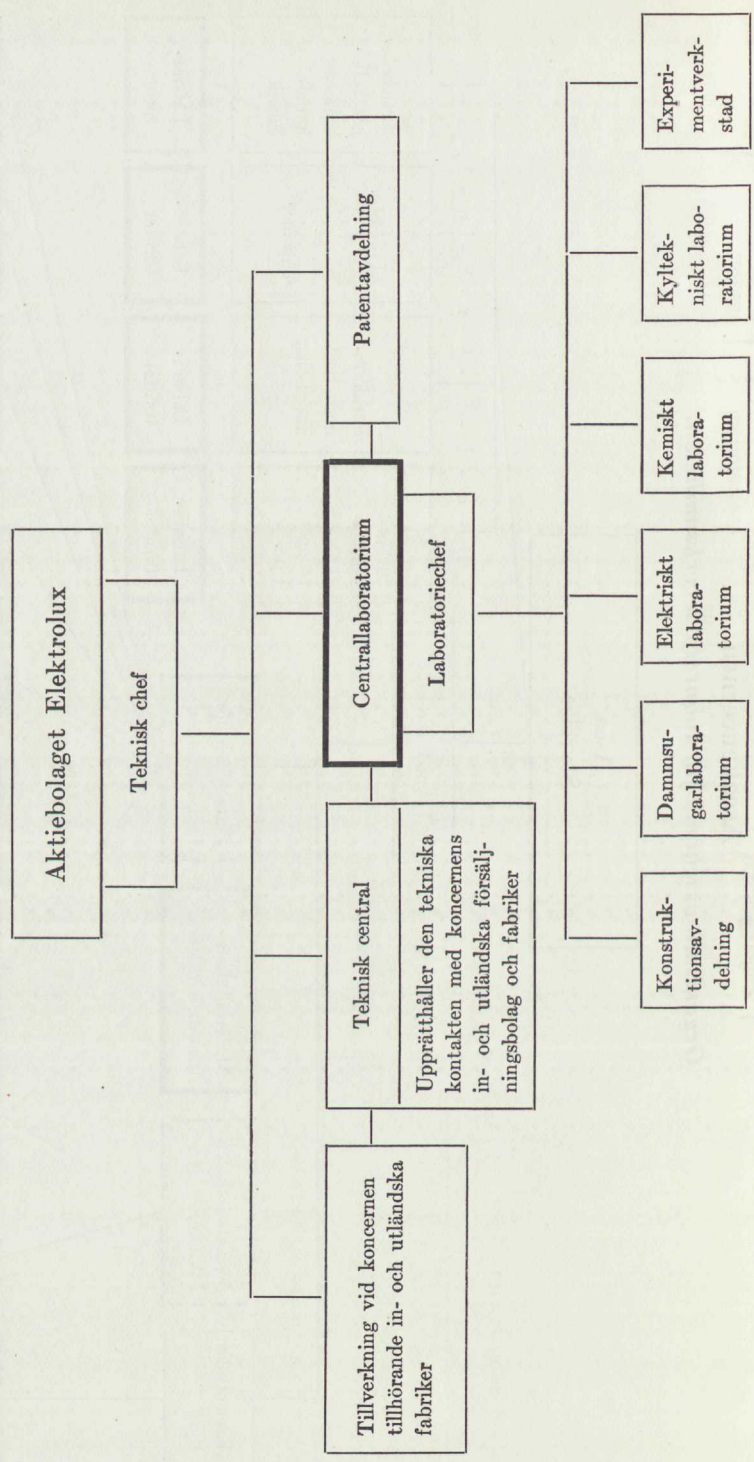 Aktiebolaget Elektrolux
Teknisk chef
Tillverkning vid koncernen
tillhörande in- och utländska
fabriker
Teknisk central
Upprätthåller den tekniska
kontakten med koncernens
in- och utländska försälj-
ningsbolag och fabriker
Centrallaboratorium
Laboratoriechef
Patentavdelning
Konstruk-
tionsav-
delning
Dammsu-
garlabora-
torium
Elektriskt
labora-
torium
Kemiskt
labora-
torium
Kyltek-
niskt labo-
ratorium
Experi-
mentverk-
stad